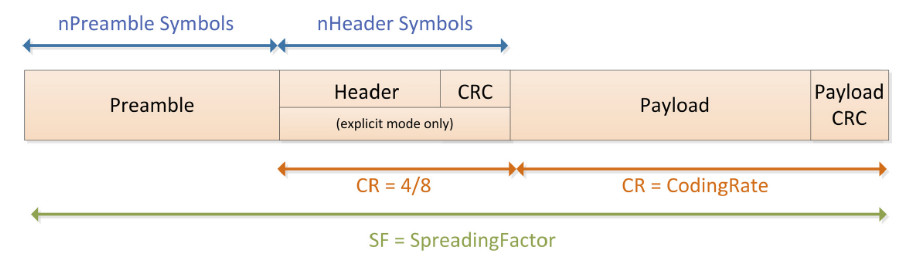 nPreamble Symbols
nHeader Symbols
Preamble
Header
CRC
(explicit mode only)
Payload
Payload
CRC
CR = 4/8
CR = CodingRate
SF = SpreadingFactor